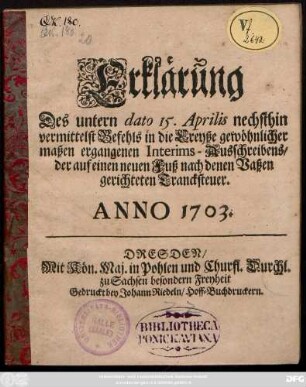 Erklärung
Des untern dato 15. Aprilis nechsthin
vermittelst Befehls in die Creyße gewöhnlicher
maßen ergangenen Interims-Ausschreibens/
der auf einen neuen Fuß nach denen Vaßen
gerichteten Trancksteuer.
ANNO 1703.
DRESDEN/
Mit Kön. Maj. in Pohlen und Churfl. Durchl.
zu Sachsen besondern Freyheit
Gedruckt bey Johann Riedeln/ Hoff-Buchdruckern.
BIBLIOTHECA
PONICKAVIANA